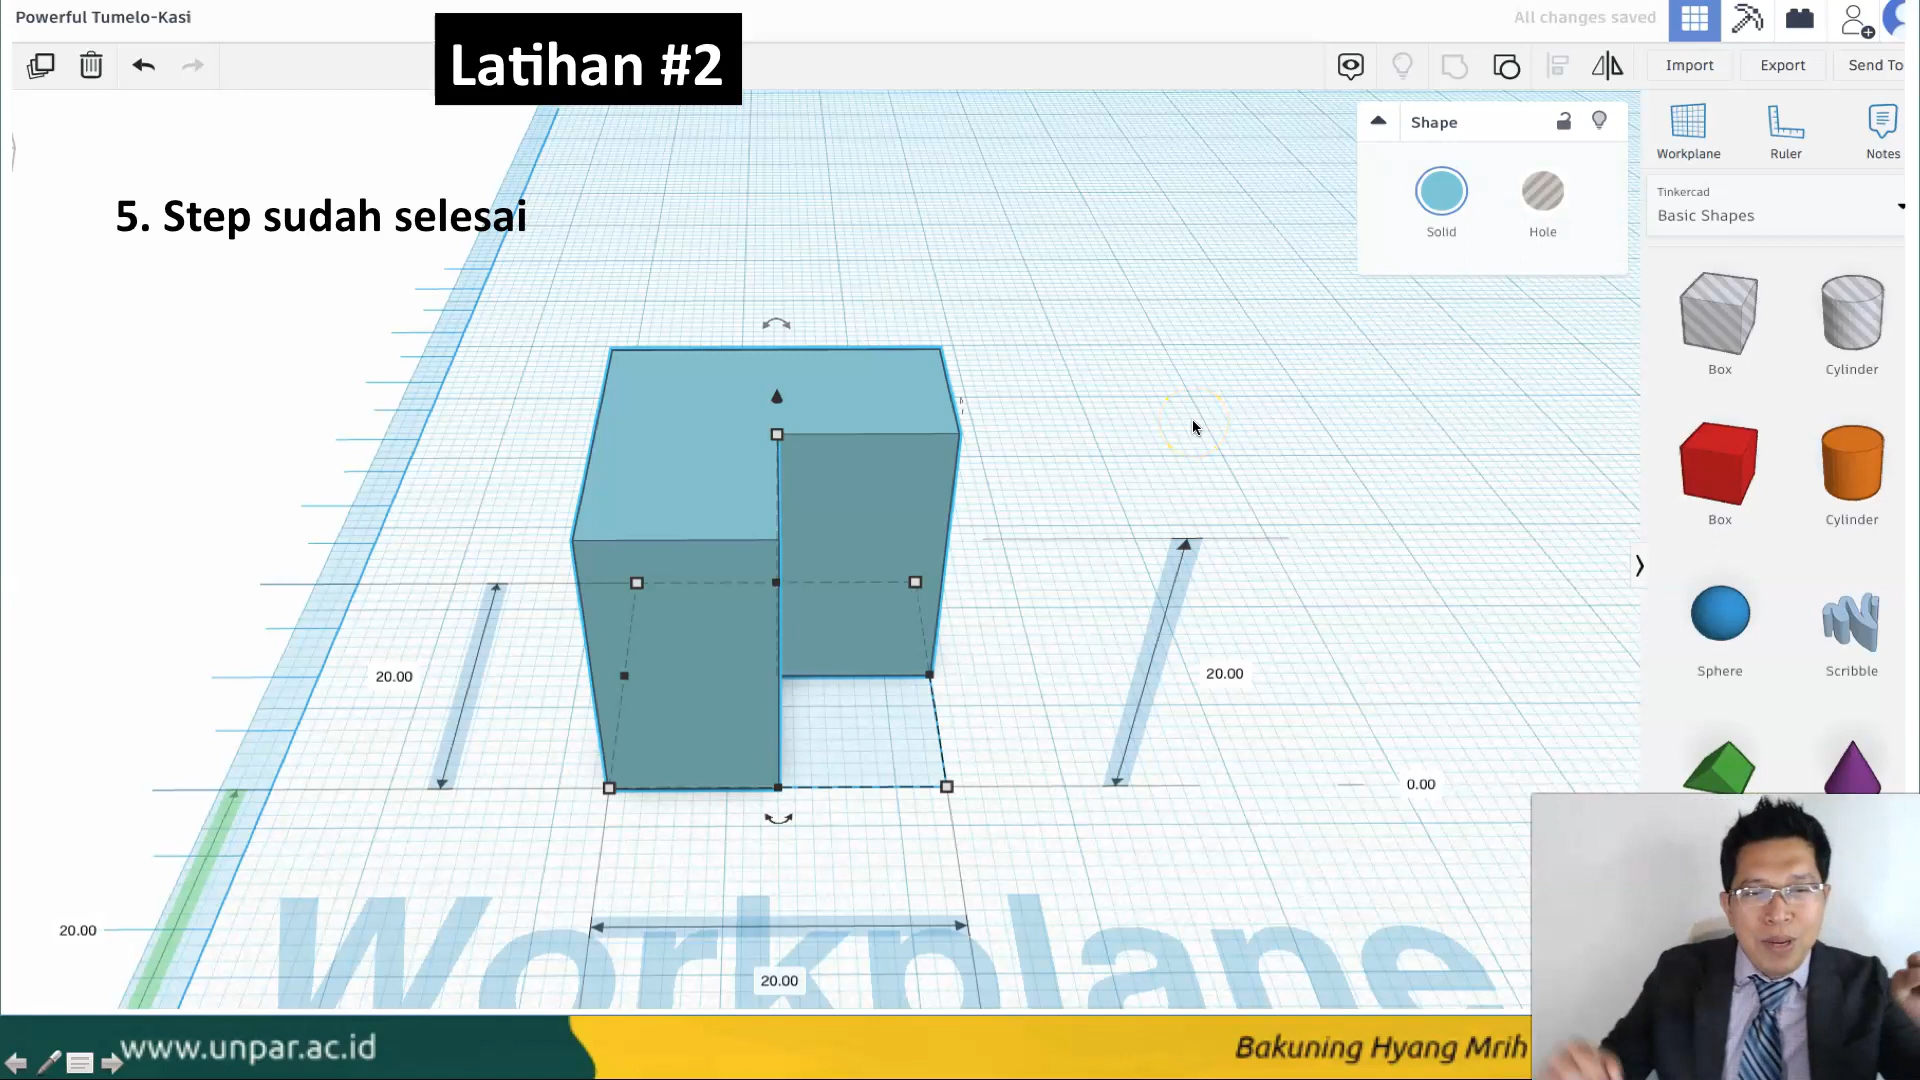 Powerful Tumelo-Kasi
All changes saved
Latihan #2
Import
Export
Send To
5. Step sudah selesai
Shape
Solid
Hole
Workplane
Ruler
Notes
Tinkercad
Basic Shapes
Box
Cylinder
Box
Cylinder
Sphere
Scribble
20.00
20.00
0.00
20.00
20.00
Workplane
www.unpar.ac.id
Bakuning Hyang Mrih